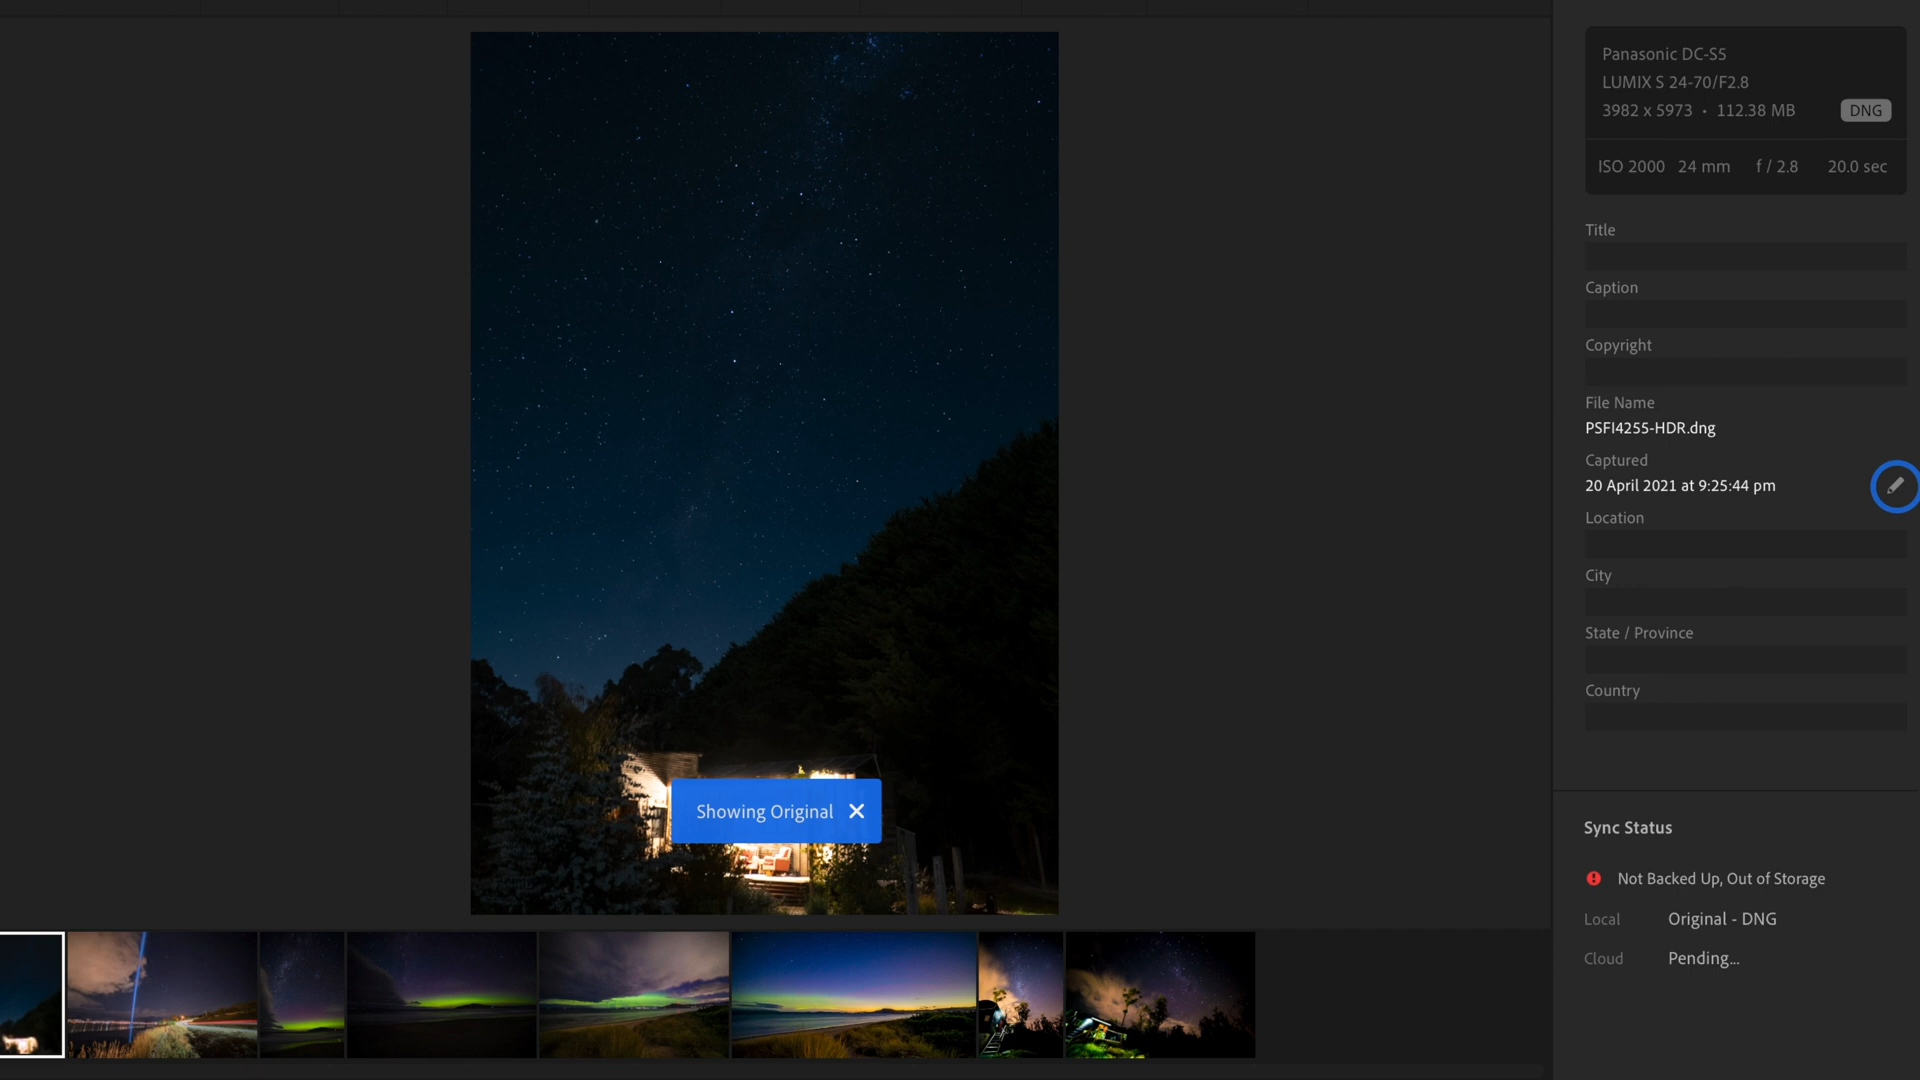 Panasonic DC-S5
LUMIX S 24-70/F2.8
3982 x 5973 • 112.38 MB DNG
ISO 2000 24 mm f / 2.8 20.0 sec
Title
Caption
Copyright
File Name
PSFI4255-HDR.dng
Captured
20 April 2021 at 9:25:44 pm
Location
City
State / Province
Country
Showing Original
Sync Status
Not Backed Up, Out of Storage
Local Original - DNG
Cloud Pending...